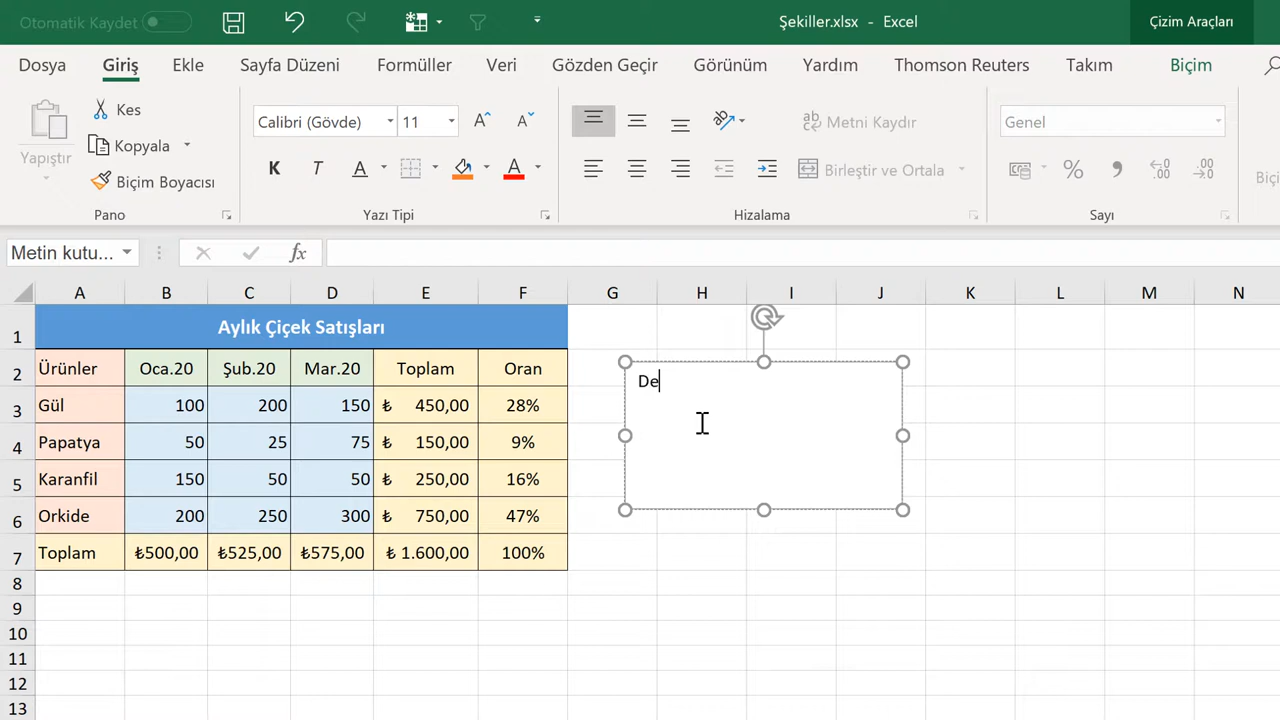 Otomatik Kaydet
Şekiller.xlsx - Excel
Çizim Araçları
Dosya Giriş Ekle Sayfa Düzeni Formüller Veri Gözden Geçir Görünüm Yardım Thomson Reuters Takım Biçim
Yapıştır
Kes
Kopyala
Biçim Boyacısı
Pano
Calibri (Gövde) 11
K T A A
Yazı Tipi
ab Metni Kaydır
Birleştir ve Ortala
Hizalama
Genel
%
Sayı
Biçi
Metin kutu... fx
A B C D E F G H I J K L M N
1 Aylık Çiçek Satışları
2 Ürünler Oca.20 Şub.20 Mar.20 Toplam Oran
3 Gül 100 200 150 ₺ 450,00 28%
4 Papatya 50 25 75 ₺ 150,00 9%
5 Karanfil 150 50 50 ₺ 250,00 16%
6 Orkide 200 250 300 ₺ 750,00 47%
7 Toplam ₺500,00 ₺525,00 ₺575,00 ₺ 1.600,00 100%
8
9
10
11
12
13
De